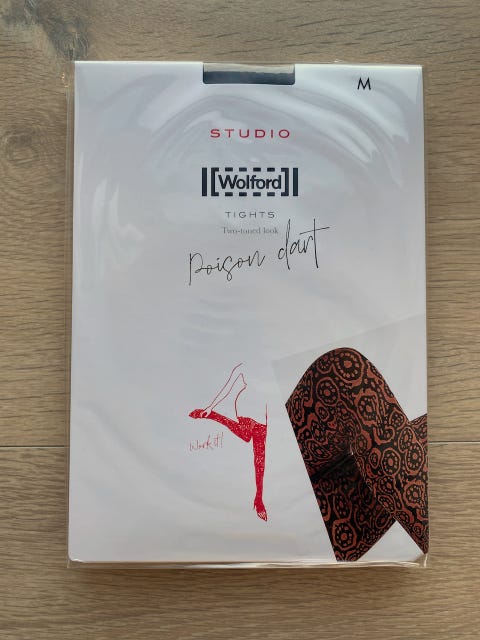 M
STUDIO
Wolford
TIGHTS
Two-toned look
poison dart
Work it!